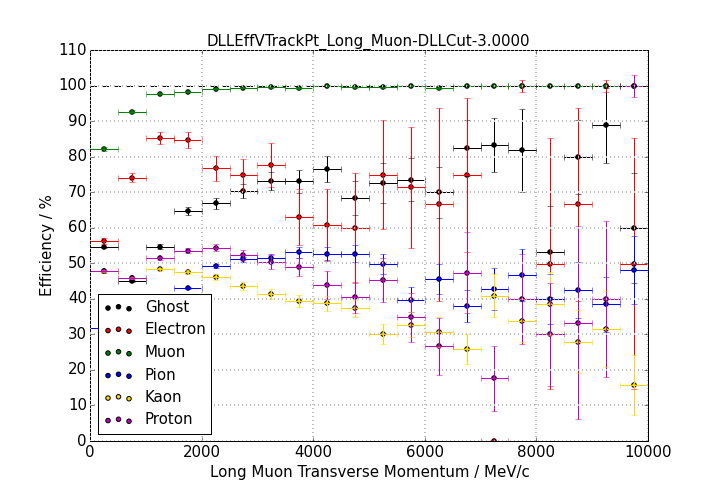 DLLEffVTrackPt_Long_Muon-DLLCut-3.0000
110
100
90
80
70
60
50
40
30
20
10
0
Efficiency / %
Ghost
Electron
Muon
Pion
Kaon
Proton
0 2000 4000 6000 8000 10000
Long Muon Transverse Momentum / MeV/c